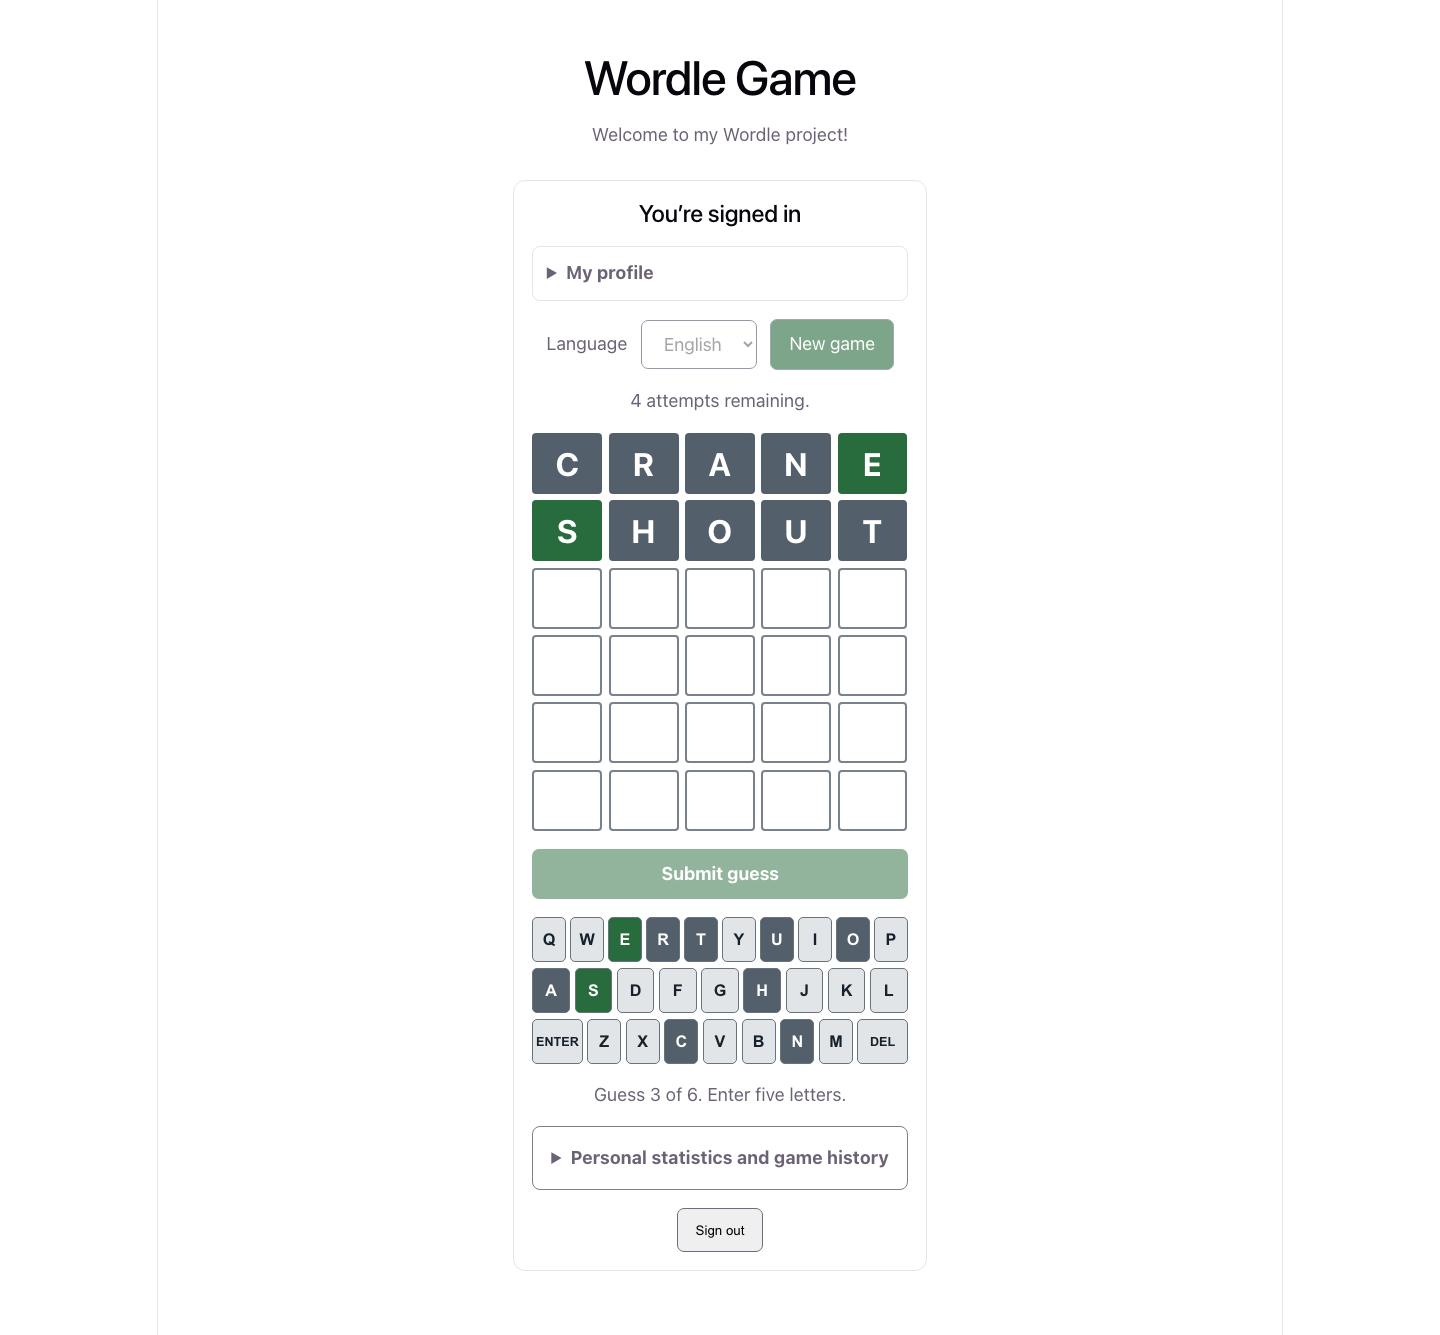 Wordle Game
Welcome to my Wordle project!
You're signed in
My profile
Language English New game
4 attempts remaining.
C R A N E
S H O U T
Submit guess
Q W E R T Y U I O P
A S D F G H J K L
ENTER Z X C V B N M DEL
Guess 3 of 6. Enter five letters.
Personal statistics and game history
Sign out